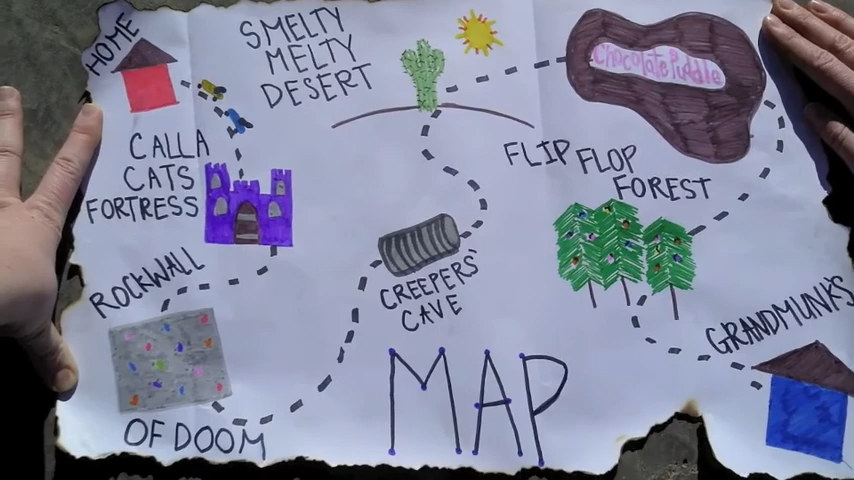 HOME
SMELTY
MELTY
DESERT
Chocolate Puddle
CALLA
CATS
FORTRESS
FLIP FLOP
FOREST
ROCKWALL
OF DOOM
CREEPERS'
CAVE
MAP
GRANDMUNK'S